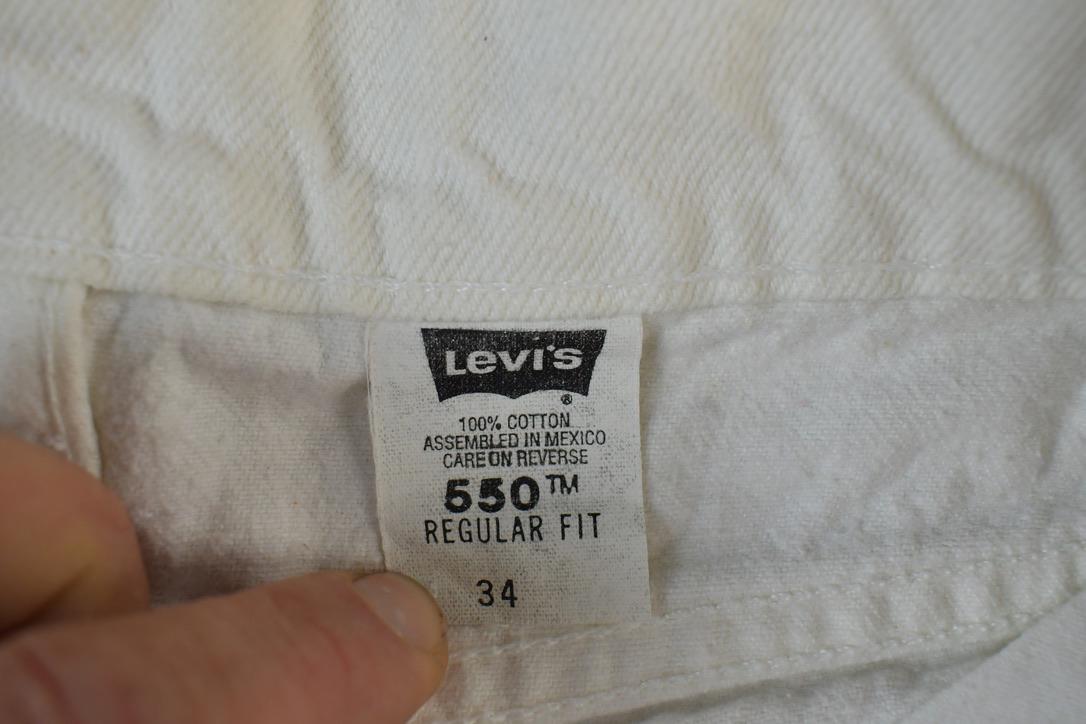 Levi's
®
100% COTTON
ASSEMBLED IN MEXICO
CARE ON REVERSE
550™
REGULAR FIT
34